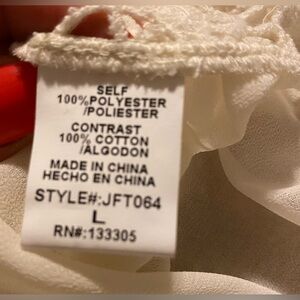 SELF
100%POLYESTER
/POLIESTER
CONTRAST
100% COTTON
/ALGODON
MADE IN CHINA
HECHO EN CHINA
STYLE#:JFT064
L
RN#:133305